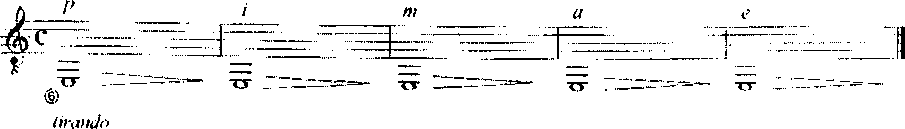 p i m a e
⑥
tirando